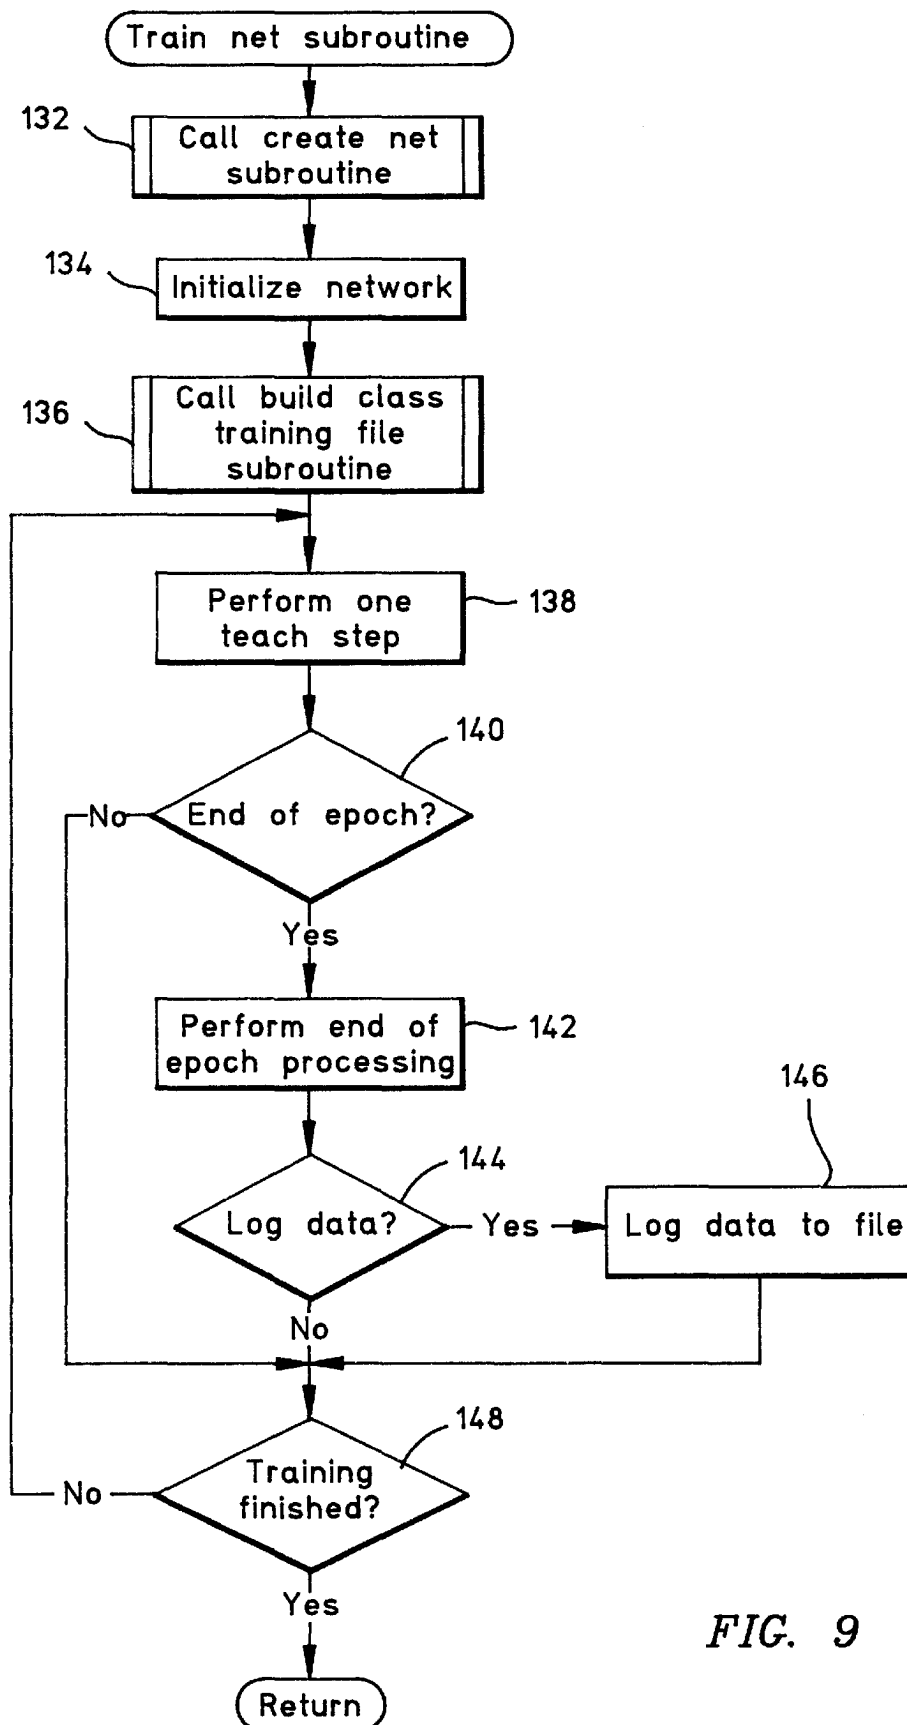 Train net subroutine
132
Call create net
subroutine
134
Initialize network
136
Call build class
training file
subroutine
Perform one
teach step
138
140
No
End of epoch?
Yes
Perform end of
epoch processing
142
146
144
Log data?
Yes
Log data to file
No
148
Training
finished?
No
Yes
FIG. 9
Return